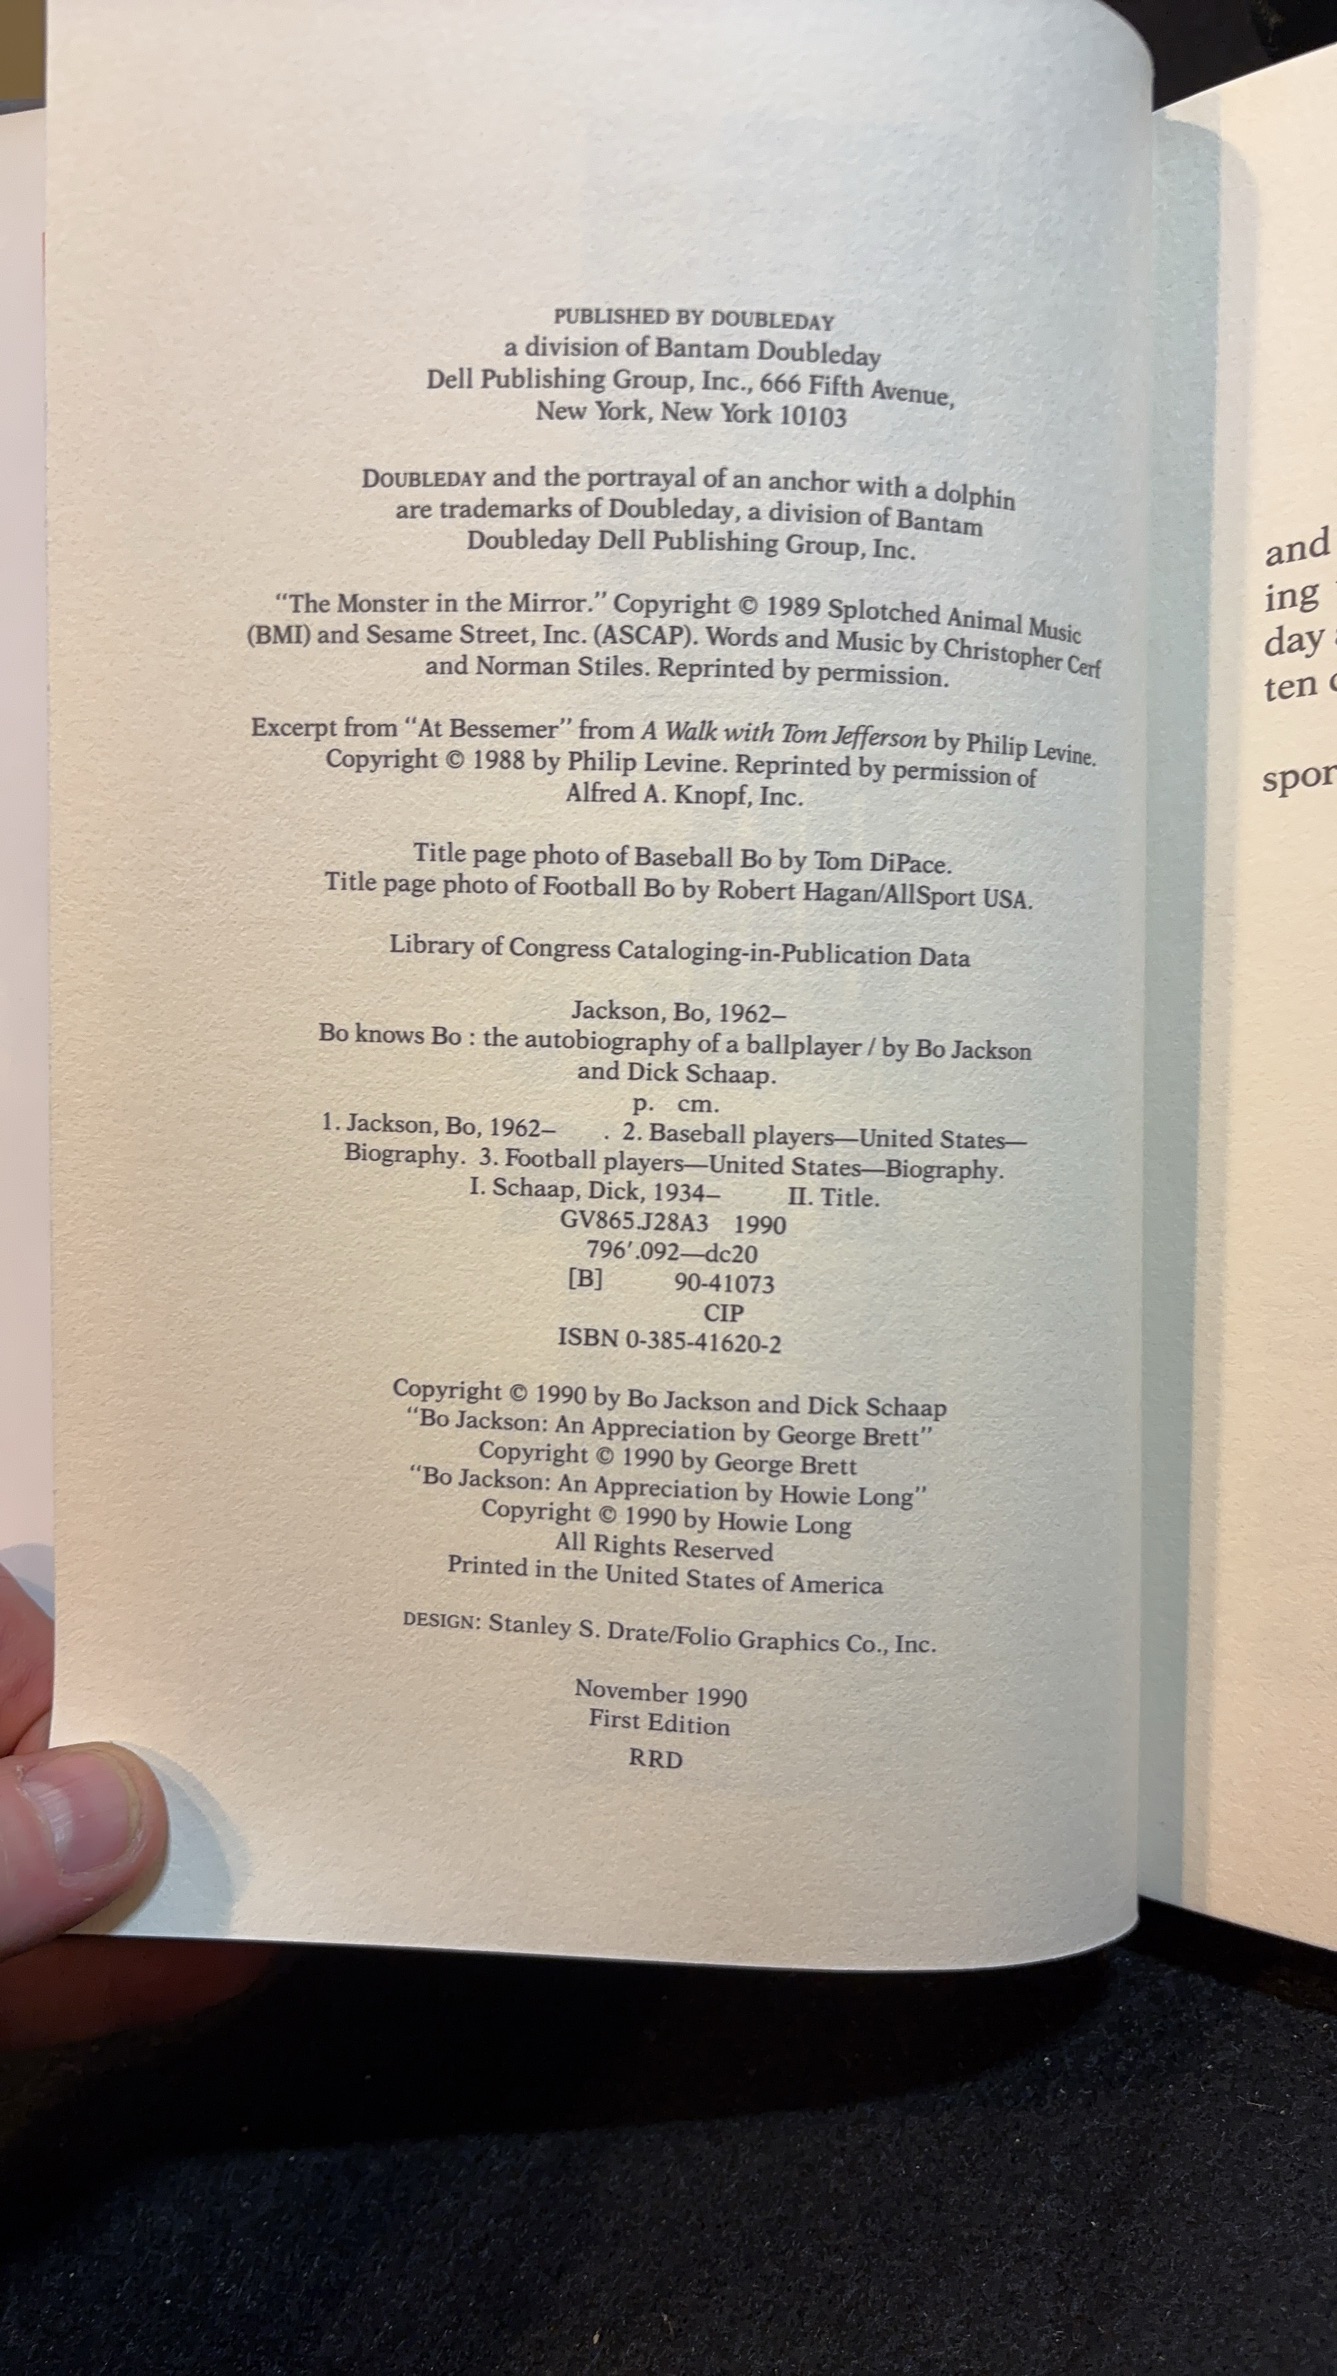 PUBLISHED BY DOUBLEDAY
a division of Bantam Doubleday
Dell Publishing Group, Inc., 666 Fifth Avenue,
New York, New York 10103
DOUBLEDAY and the portrayal of an anchor with a dolphin
are trademarks of Doubleday, a division of Bantam
Doubleday Dell Publishing Group, Inc.
“The Monster in the Mirror.” Copyright © 1989 Splotched Animal Music
(BMI) and Sesame Street, Inc. (ASCAP). Words and Music by Christopher Cerf
and Norman Stiles. Reprinted by permission.
Excerpt from “At Bessemer” from A Walk with Tom Jefferson by Philip Levine.
Copyright © 1988 by Philip Levine. Reprinted by permission of
Alfred A. Knopf, Inc.
Title page photo of Baseball Bo by Tom DiPace.
Title page photo of Football Bo by Robert Hagan/AllSport USA.
Library of Congress Cataloging-in-Publication Data
Jackson, Bo, 1962–
Bo knows Bo : the autobiography of a ballplayer / by Bo Jackson
and Dick Schaap.
p. cm.
1. Jackson, Bo, 1962– . 2. Baseball players—United States—
Biography. 3. Football players—United States—Biography.
I. Schaap, Dick, 1934– II. Title.
GV865.J28A3 1990
796′.092—dc20
[B] 90-41073
CIP
ISBN 0-385-41620-2
Copyright © 1990 by Bo Jackson and Dick Schaap
“Bo Jackson: An Appreciation by George Brett”
Copyright © 1990 by George Brett
“Bo Jackson: An Appreciation by Howie Long”
Copyright © 1990 by Howie Long
All Rights Reserved
Printed in the United States of America
DESIGN: Stanley S. Drate/Folio Graphics Co., Inc.
November 1990
First Edition
RRD
and
ing
day
ten
spor